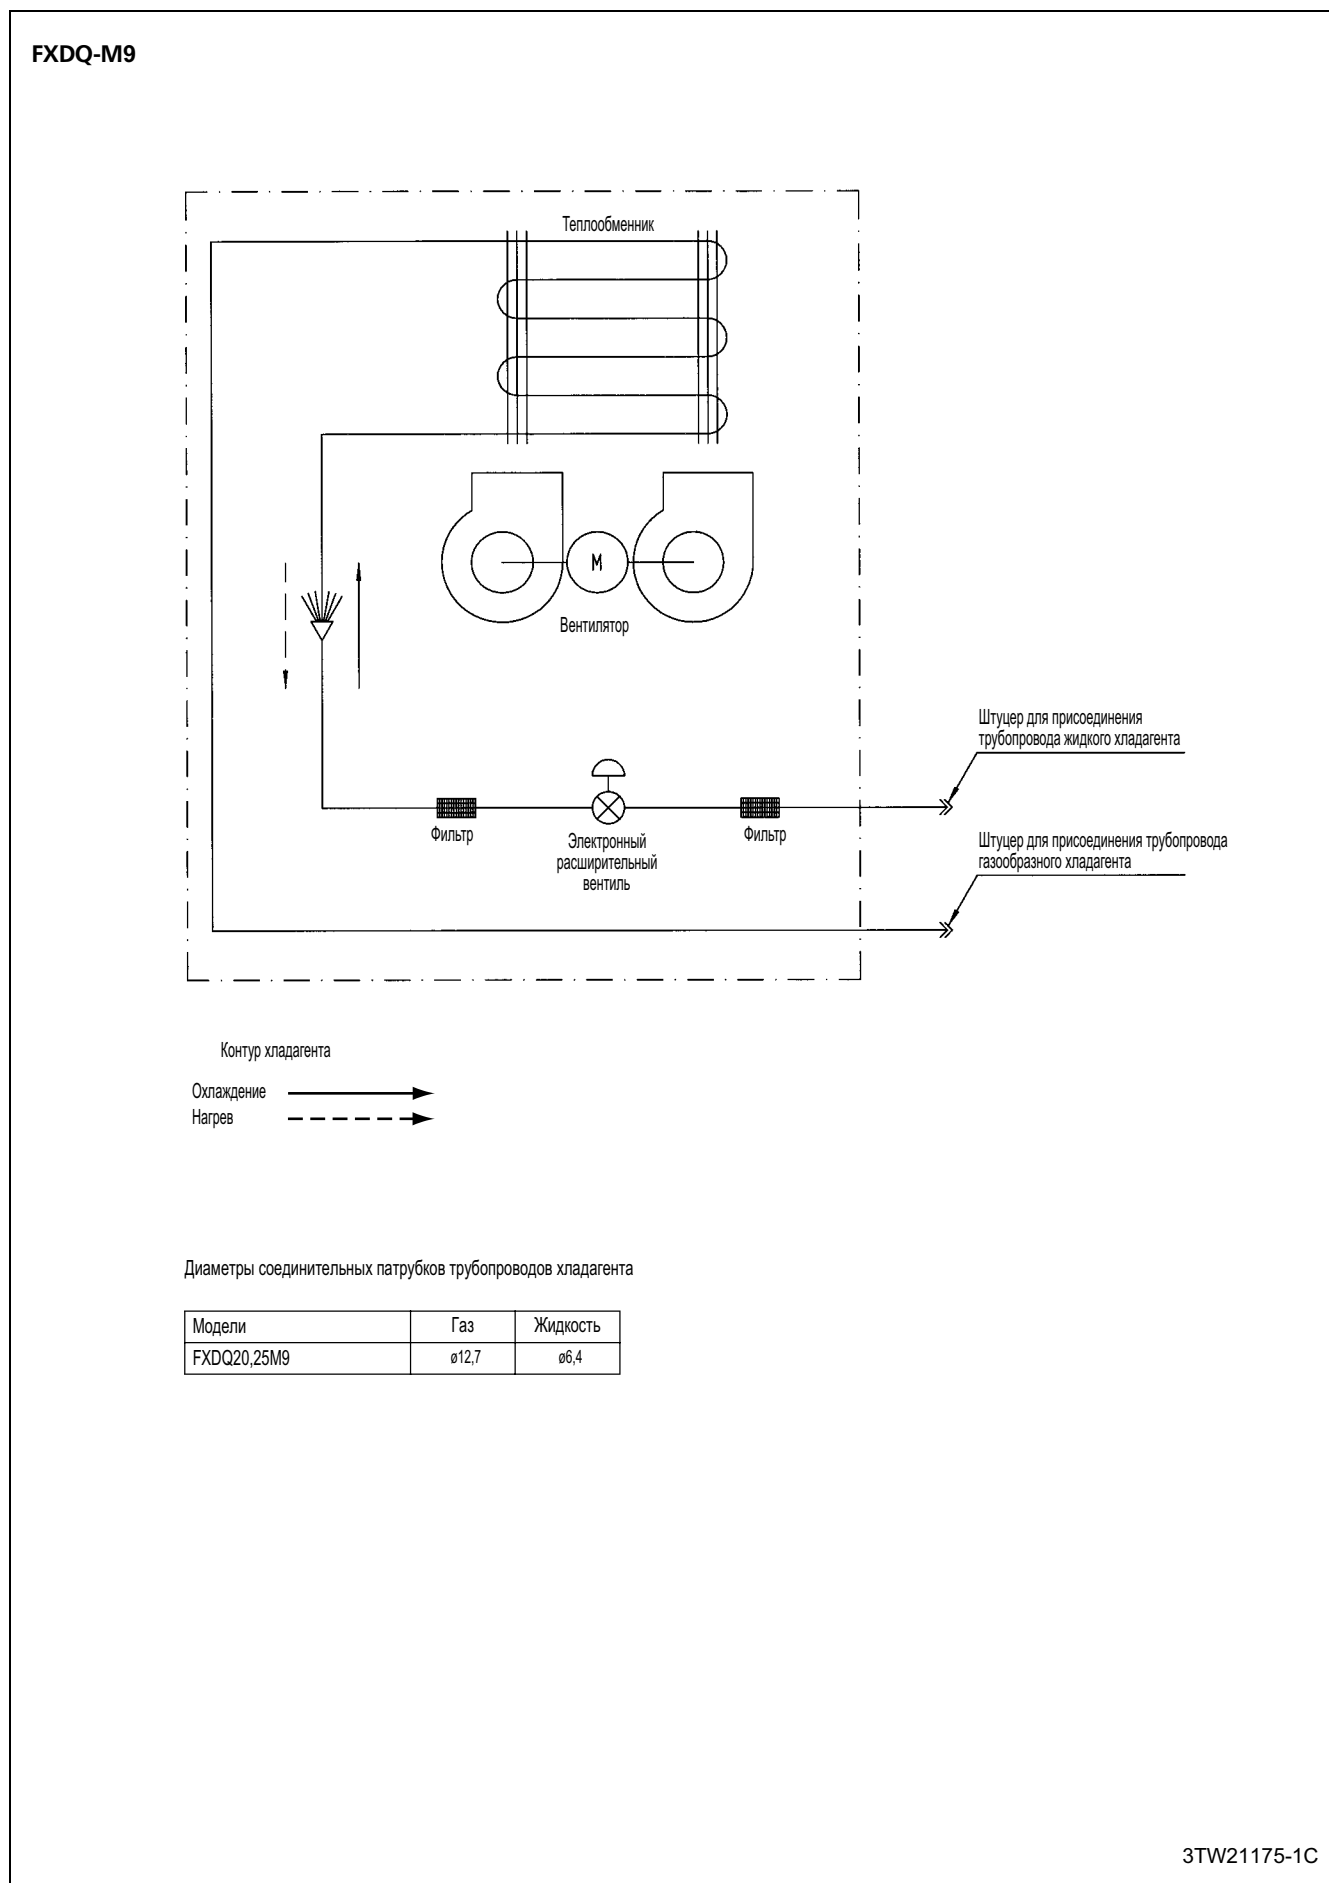 FXDQ-M9
Теплообменник
M
Вентилятор
Штуцер для присоединения
трубопровода жидкого хладагента
Фильтр
Электронный
расширительный
вентиль
Фильтр
Штуцер для присоединения трубопровода
газообразного хладагента
Контур хладагента
Охлаждение
Нагрев
Диаметры соединительных патрубков трубопроводов хладагента
Модели Газ Жидкость
FXDQ20,25M9 ø12,7 ø6,4
3TW21175-1C